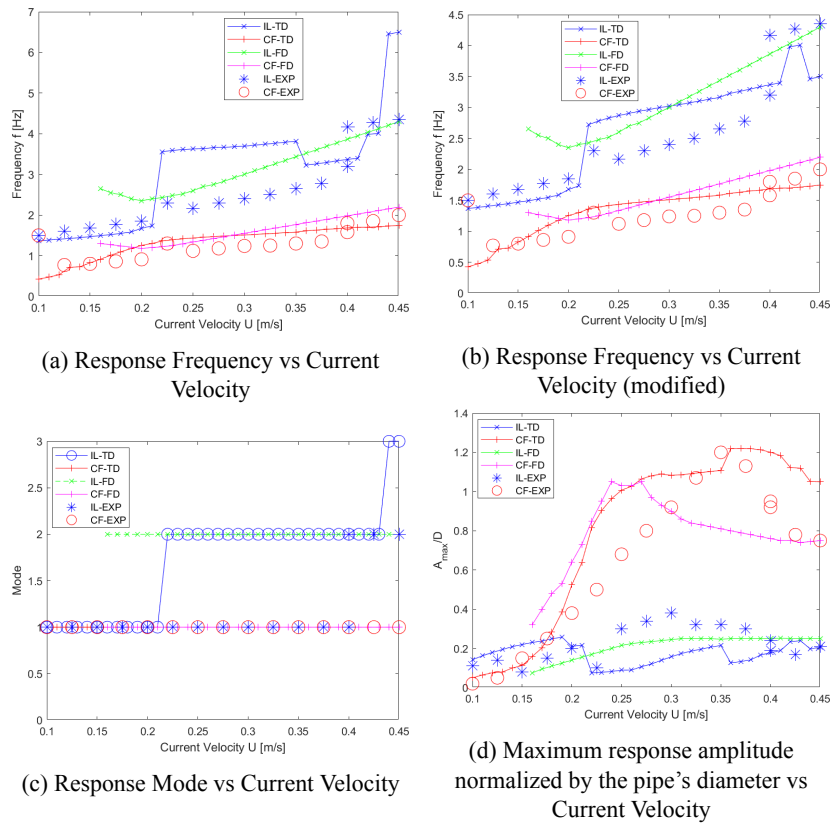 7
6
5
4
3
2
1
0
Frequency f [Hz]
0.1 0.15 0.2 0.25 0.3 0.35 0.4 0.45
Current Velocity U [m/s]
IL-TD
CF-TD
IL-FD
CF-FD
IL-EXP
CF-EXP
(a) Response Frequency vs Current
Velocity
4.5
4
3.5
3
2.5
2
1.5
1
0.5
0
Frequency f [Hz]
0.1 0.15 0.2 0.25 0.3 0.35 0.4 0.45
Current Velocity U [m/s]
IL-TD
CF-TD
IL-FD
CF-FD
IL-EXP
CF-EXP
(b) Response Frequency vs Current
Velocity (modified)
3
2.5
2
1.5
1
0.5
0
Mode
0.1 0.15 0.2 0.25 0.3 0.35 0.4 0.45
Current Velocity U [m/s]
IL-TD
CF-TD
IL-FD
CF-FD
IL-EXP
CF-EXP
(c) Response Mode vs Current Velocity
1.4
1.2
1
0.8
0.6
0.4
0.2
0
A_max/D
0.1 0.15 0.2 0.25 0.3 0.35 0.4 0.45
Current Velocity U [m/s]
IL-TD
CF-TD
IL-FD
CF-FD
IL-EXP
CF-EXP
(d) Maximum response amplitude
normalized by the pipe's diameter vs
Current Velocity